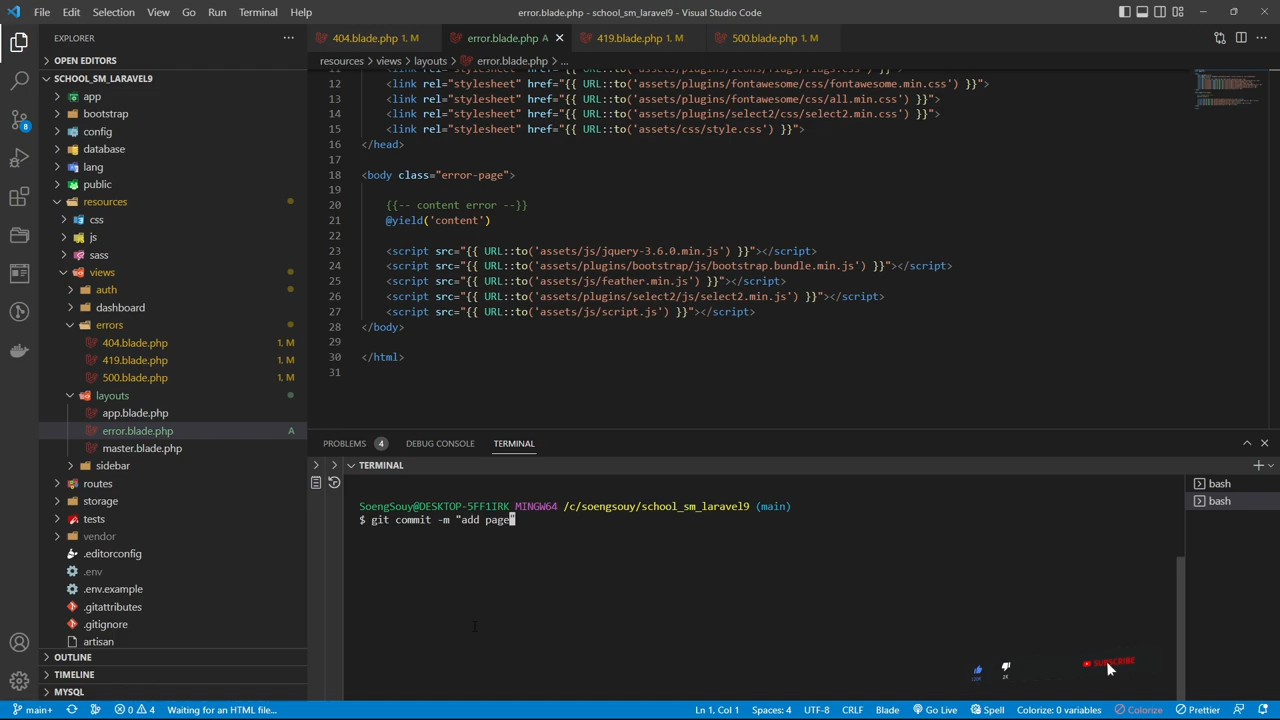 File Edit Selection View Go Run Terminal Help
error.blade.php - school_sm_laravel9 - Visual Studio Code
EXPLORER
OPEN EDITORS
SCHOOL_SM_LARAVEL9
app
bootstrap
config
database
lang
public
resources
css
js
sass
views
auth
dashboard
errors
404.blade.php 1, M
419.blade.php 1, M
500.blade.php 1, M
layouts
app.blade.php
error.blade.php A
master.blade.php
sidebar
routes
storage
tests
vendor
.editorconfig
.env
.env.example
.gitattributes
.gitignore
artisan
OUTLINE
TIMELINE
MYSQL
8
404.blade.php 1, M
error.blade.php A
419.blade.php 1, M
500.blade.php 1, M
resources > views > layouts > error.blade.php > ...
12 <link rel="stylesheet" href="{{ URL::to('assets/plugins/fontawesome/css/fontawesome.min.css') }}">
13 <link rel="stylesheet" href="{{ URL::to('assets/plugins/fontawesome/css/all.min.css') }}">
14 <link rel="stylesheet" href="{{ URL::to('assets/plugins/select2/css/select2.min.css') }}">
15 <link rel="stylesheet" href="{{ URL::to('assets/css/style.css') }}">
16 </head>
17
18 <body class="error-page">
19
20 {{-- content error --}}
21 @yield('content')
22
23 <script src="{{ URL::to('assets/js/jquery-3.6.0.min.js') }}"></script>
24 <script src="{{ URL::to('assets/plugins/bootstrap/js/bootstrap.bundle.min.js') }}"></script>
25 <script src="{{ URL::to('assets/js/feather.min.js') }}"></script>
26 <script src="{{ URL::to('assets/plugins/select2/js/select2.min.js') }}"></script>
27 <script src="{{ URL::to('assets/js/script.js') }}"></script>
28 </body>
29
30 </html>
31
PROBLEMS 4 DEBUG CONSOLE TERMINAL
TERMINAL
SoengSouy@DESKTOP-5FF1IRK MINGW64 /c/soengsouy/school_sm_laravel9 (main)
$ git commit -m "add page"
bash
bash
SUBSCRIBE
main+ 0 4 Waiting for an HTML file... Ln 1, Col 1 Spaces: 4 UTF-8 CRLF Blade Go Live Spell Colorize: 0 variables Colorize Prettier